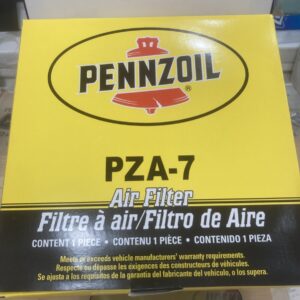 PENNZOIL
®
PZA-7
Air Filter
Filtre à air/Filtro de Aire
CONTENT 1 PIECE • CONTENU 1 PIÈCE • CONTENIDO 1 PIEZA
Meets or exceeds vehicle manufacturers' warranty requirements.
Respecte ou dépasse les exigences des constructeurs de véhicules.
Se ajusta a los requisitos de la garantía del fabricante del vehículo, o los supera.